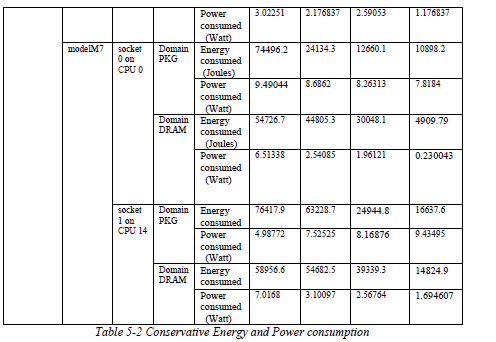 Power consumed (Watt) 3.02251 2.176837 2.59053 1.176837
modelM7 socket 0 on CPU 0 Domain PKG Energy consumed (Joules) 74496.2 24134.3 12660.1 10898.2
Power consumed (Watt) 9.49044 8.6862 8.26313 7.8184
Domain DRAM Energy consumed (Joules) 54726.7 44805.3 30048.1 4909.79
Power consumed (Watt) 6.51338 2.54085 1.96121 0.230043
socket 1 on CPU 14 Domain PKG Energy consumed 76417.9 63228.7 24944.8 16637.6
Power consumed (Watt) 4.98772 7.52525 8.16876 9.43495
Domain DRAM Energy consumed 58956.6 54682.5 39339.3 14824.9
Power consumed (Watt) 7.0168 3.10097 2.56764 1.694607
Table 5-2 Conservative Energy and Power consumption